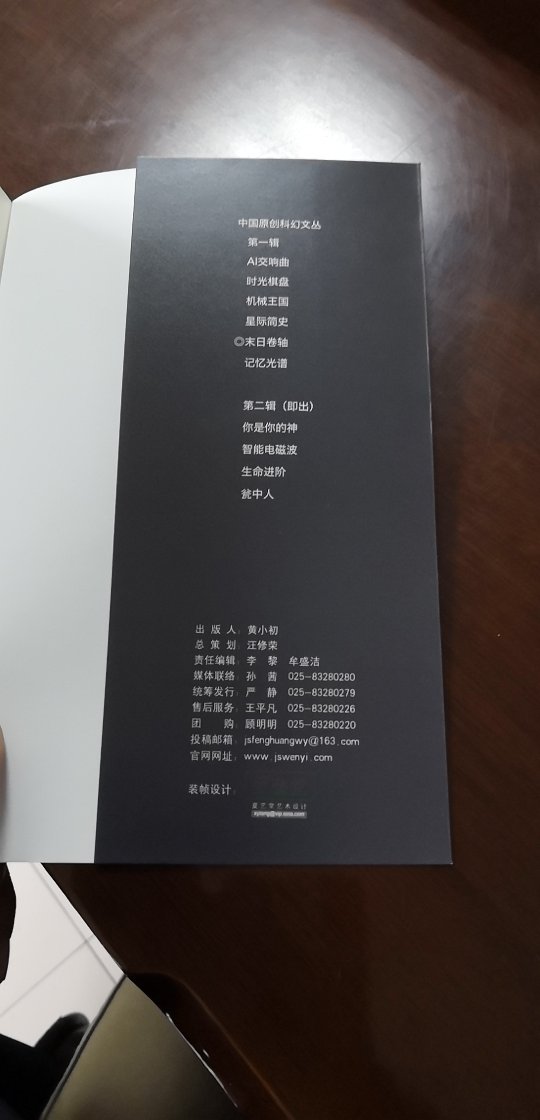 中国原创科幻文丛
第一辑
AI交响曲
时光棋盘
机械王国
星际简史
◎末日卷轴
记忆光谱
第二辑（即出）
你是你的神
智能电磁波
生命进阶
瓮中人
出 版 人：黄小初
总 策 划：汪修荣
责任编辑：李 黎 牟盛洁
媒体联络：孙 茜 025-83280280
统筹发行：严 静 025-83280279
售后服务：王平凡 025-83280226
团 购：顾明明 025-83280220
投稿邮箱：jsfenghuangwy@163.com
官网网址：www.jswenyi.com
装帧设计：